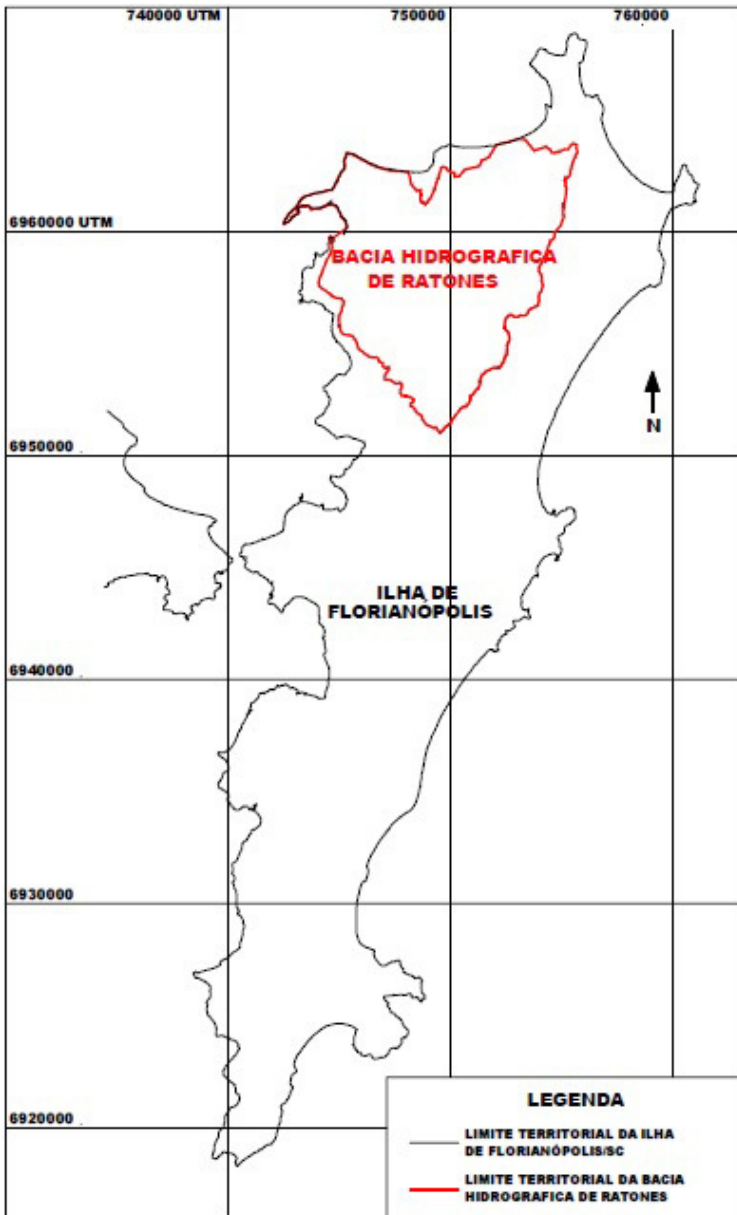 740000 UTM
750000
760000
6960000 UTM
BACIA HIDROGRAFICA
DE RATONES
N
6950000
ILHA DE
FLORIANÓPOLIS
6940000
6930000
6920000
LEGENDA
LIMITE TERRITORIAL DA ILHA
DE FLORIANÓPOLIS/SC
LIMITE TERRITORIAL DA BACIA
HIDROGRAFICA DE RATONES